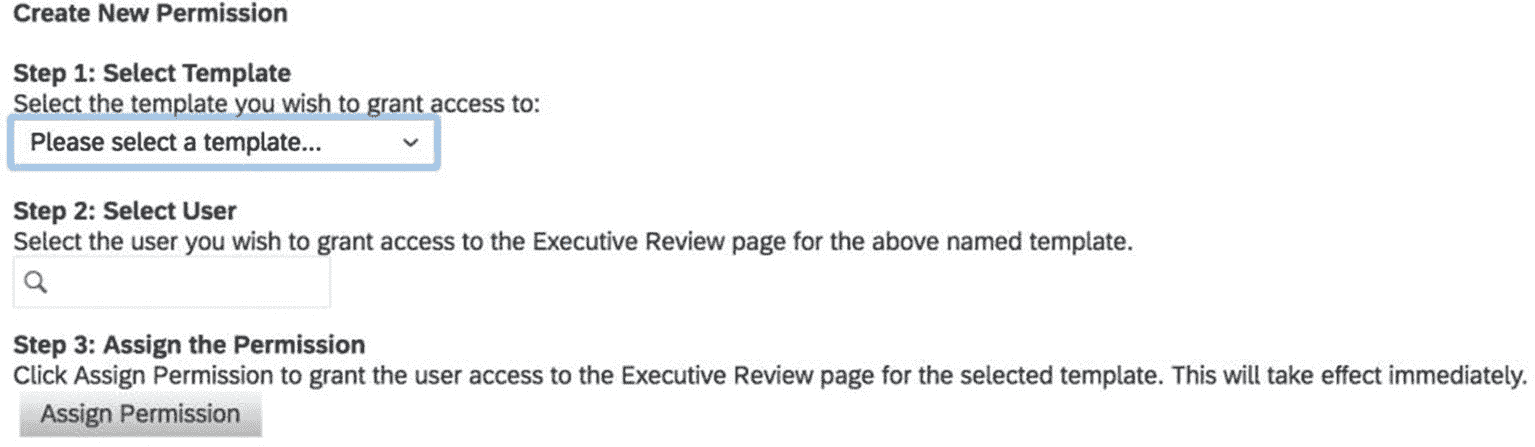 Create New Permission
Step 1: Select Template
Select the template you wish to grant access to:
Please select a template...
Step 2: Select User
Select the user you wish to grant access to the Executive Review page for the above named template.
Step 3: Assign the Permission
Click Assign Permission to grant the user access to the Executive Review page for the selected template. This will take effect immediately.
Assign Permission